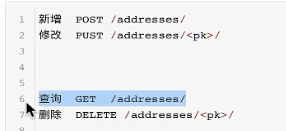 1 新增 POST /addresses/
2 修改 PUST /addresses/<pk>/
3
4
5
6 查询 GET /addresses/
7 删除 DELETE /addresses/<pk>/
8